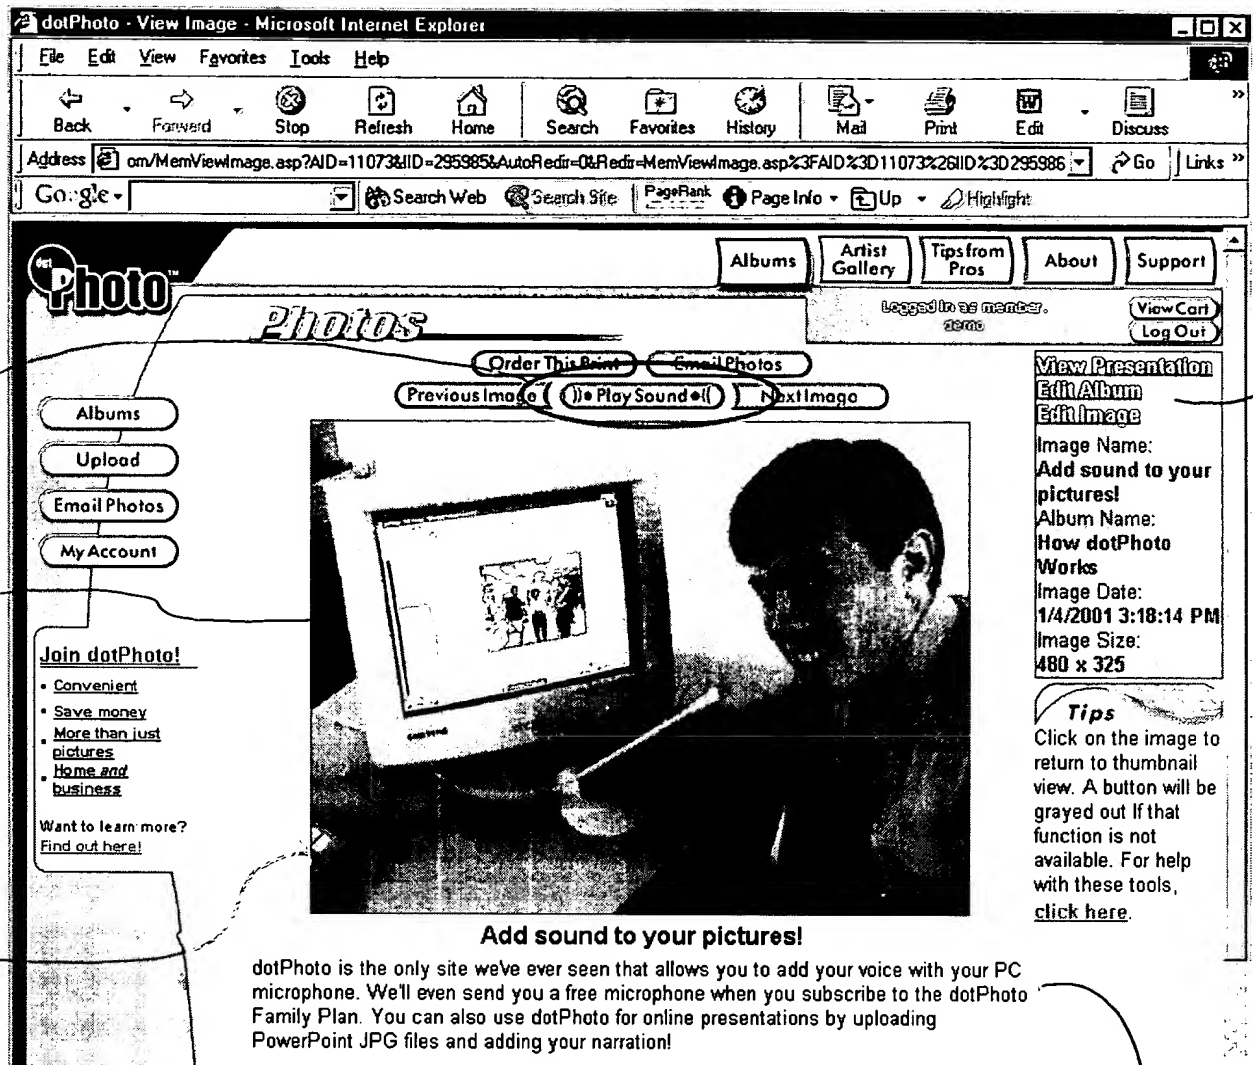 dotPhoto - View Image - Microsoft Internet Explorer
File Edit View Favorites Tools Help
Back Forward Stop Refresh Home Search Favorites History Mail Print Edit Discuss »
Address om/MemViewImage.asp?AID=11073&IID=295985&AutoRedir=0&Redir=MemViewImage.asp%3FAID%3D11073%26IID%3D295986 Go Links »
Google Search Web Search Site PageRank Page Info Up Highlight
dot Photo™
Albums Artist Gallery Tips from Pros About Support
Photos
Logged in as member.
demo
View Cart
Log Out
Order This Print Email Photos
Previous Image Play Sound Next Image
Albums
Upload
Email Photos
My Account
Join dotPhoto!
• Convenient
• Save money
• More than just
pictures
• Home and
business
Want to learn more?
Find out here!
View Presentation
Edit Album
Edit Image
Image Name:
Add sound to your
pictures!
Album Name:
How dotPhoto
Works
Image Date:
1/4/2001 3:18:14 PM
Image Size:
480 x 325
Tips
Click on the image to
return to thumbnail
view. A button will be
grayed out If that
function is not
available. For help
with these tools,
click here.
Add sound to your pictures!
dotPhoto is the only site we've ever seen that allows you to add your voice with your PC
microphone. We'll even send you a free microphone when you subscribe to the dotPhoto
Family Plan. You can also use dotPhoto for online presentations by uploading
PowerPoint JPG files and adding your narration!